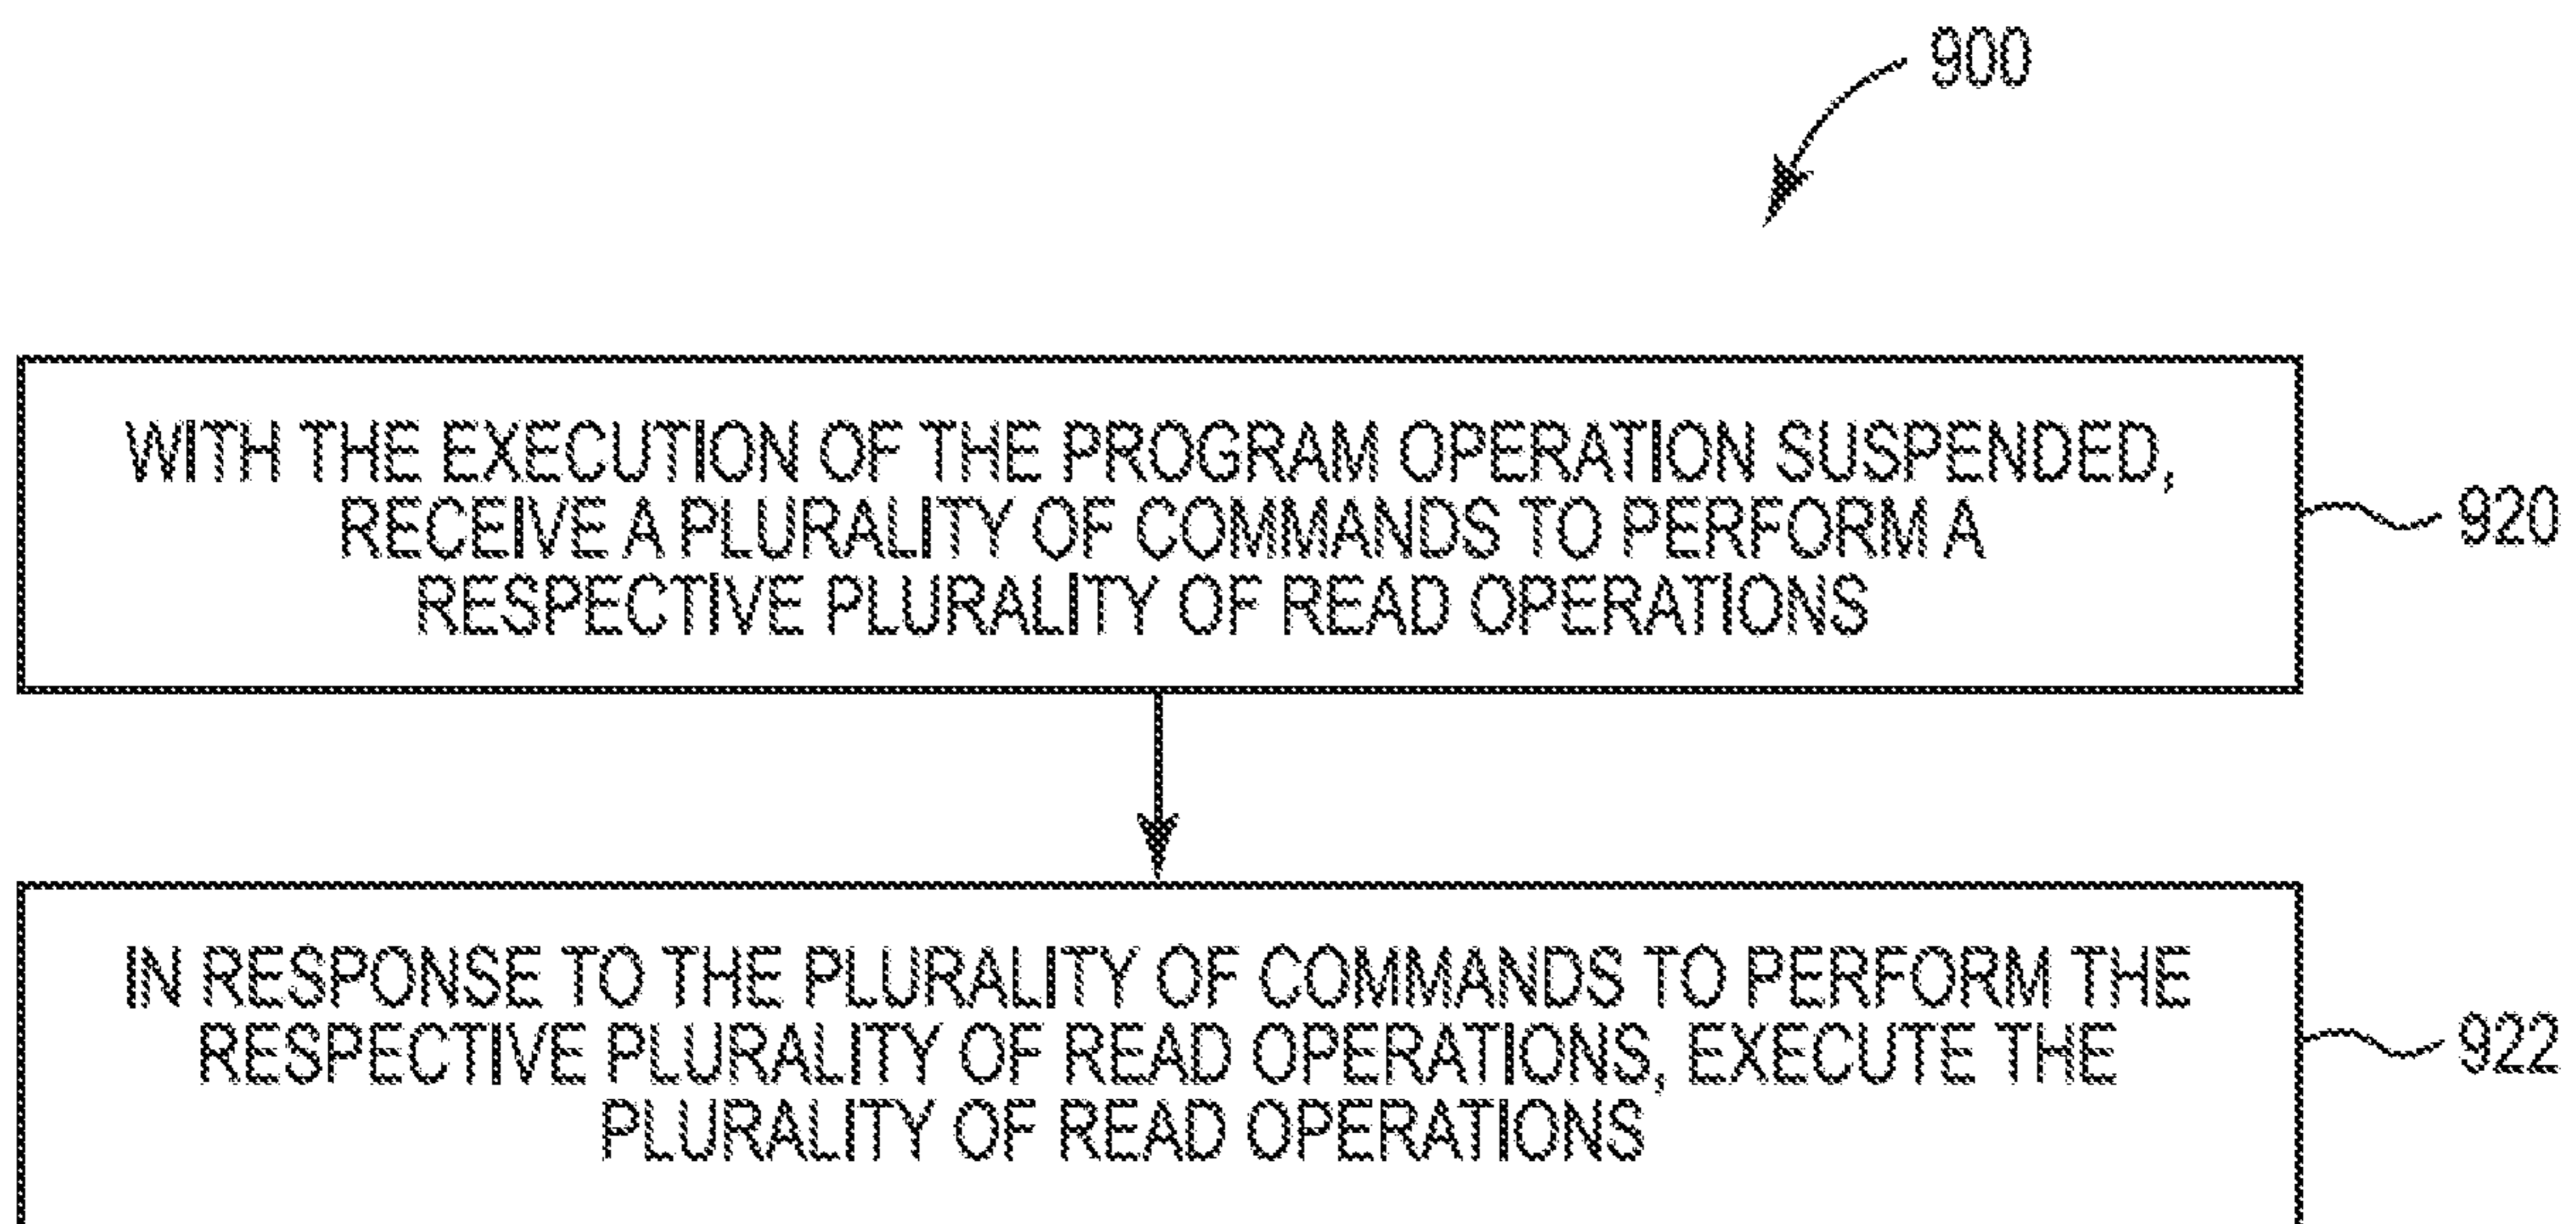 900
WITH THE EXECUTION OF THE PROGRAM OPERATION SUSPENDED,
RECEIVE A PLURALITY OF COMMANDS TO PERFORM A
RESPECTIVE PLURALITY OF READ OPERATIONS
920
IN RESPONSE TO THE PLURALITY OF COMMANDS TO PERFORM THE
RESPECTIVE PLURALITY OF READ OPERATIONS, EXECUTE THE
PLURALITY OF READ OPERATIONS
922